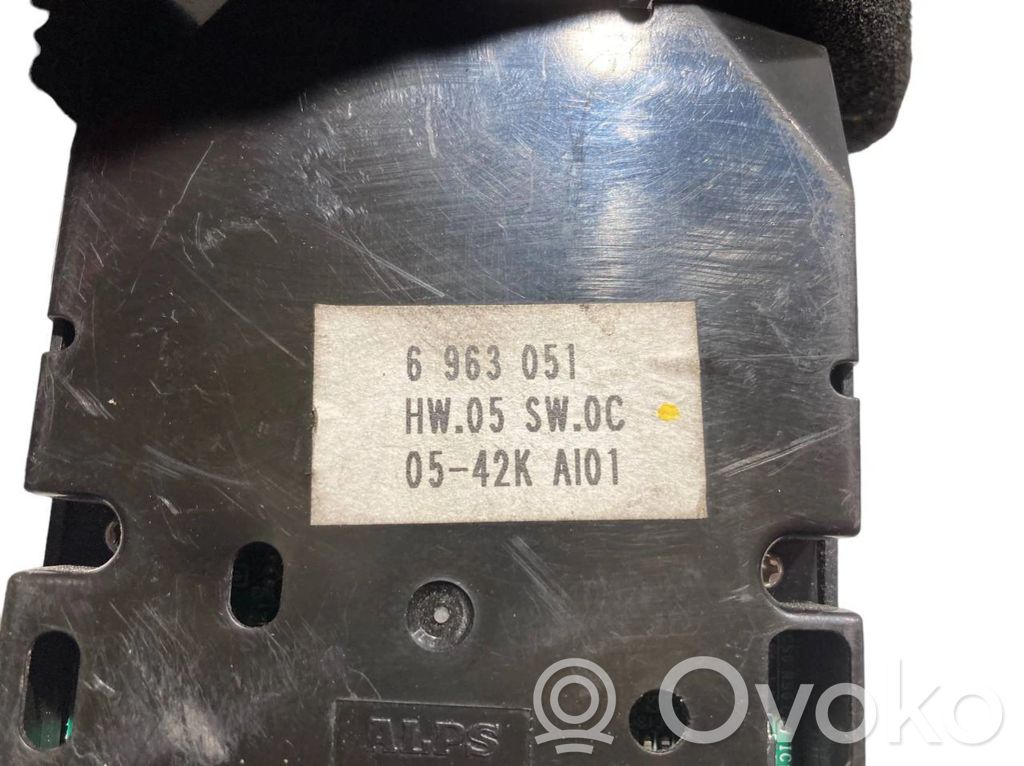 6 963 051
HW.05 SW.0C
05-42K AI01
ALPS
Ovoko